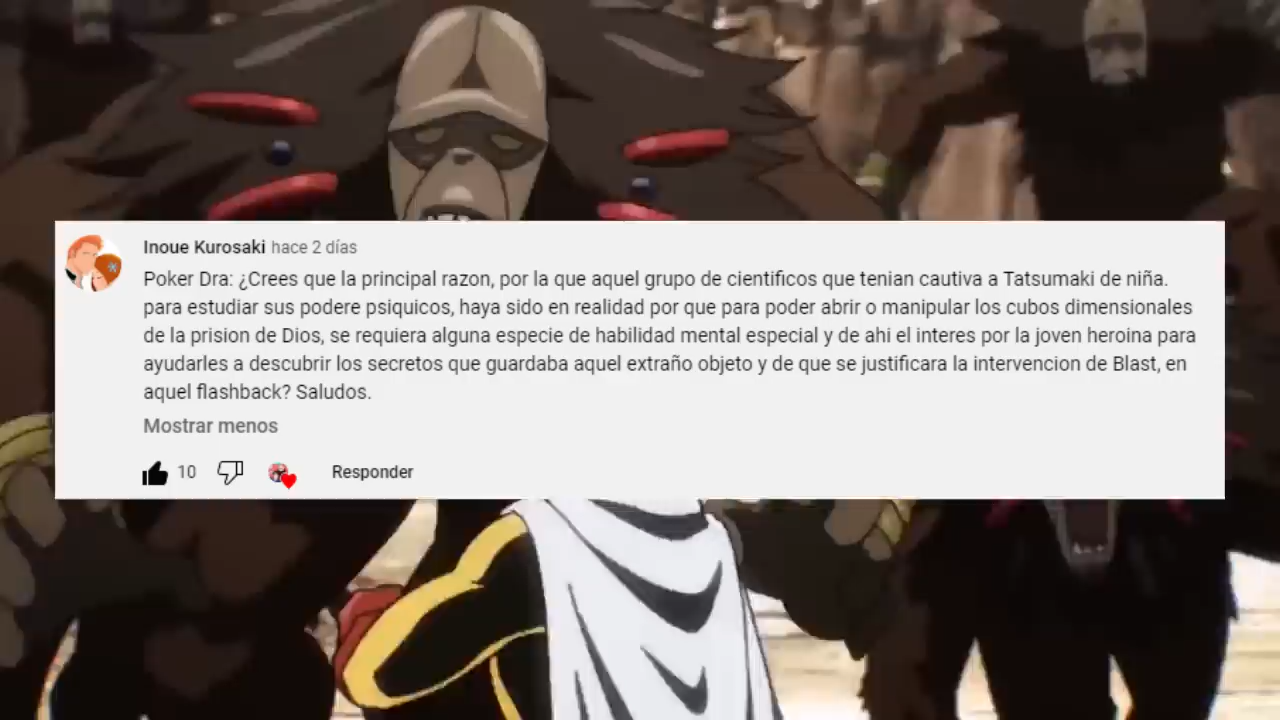 Inoue Kurosaki hace 2 días
Poker Dra: ¿Crees que la principal razon, por la que aquel grupo de cientificos que tenian cautiva a Tatsumaki de niña.
para estudiar sus podere psiquicos, haya sido en realidad por que para poder abrir o manipular los cubos dimensionales
de la prision de Dios, se requiera alguna especie de habilidad mental especial y de ahi el interes por la joven heroina para
ayudarles a descubrir los secretos que guardaba aquel extraño objeto y de que se justificara la intervencion de Blast, en
aquel flashback? Saludos.
Mostrar menos
10 Responder